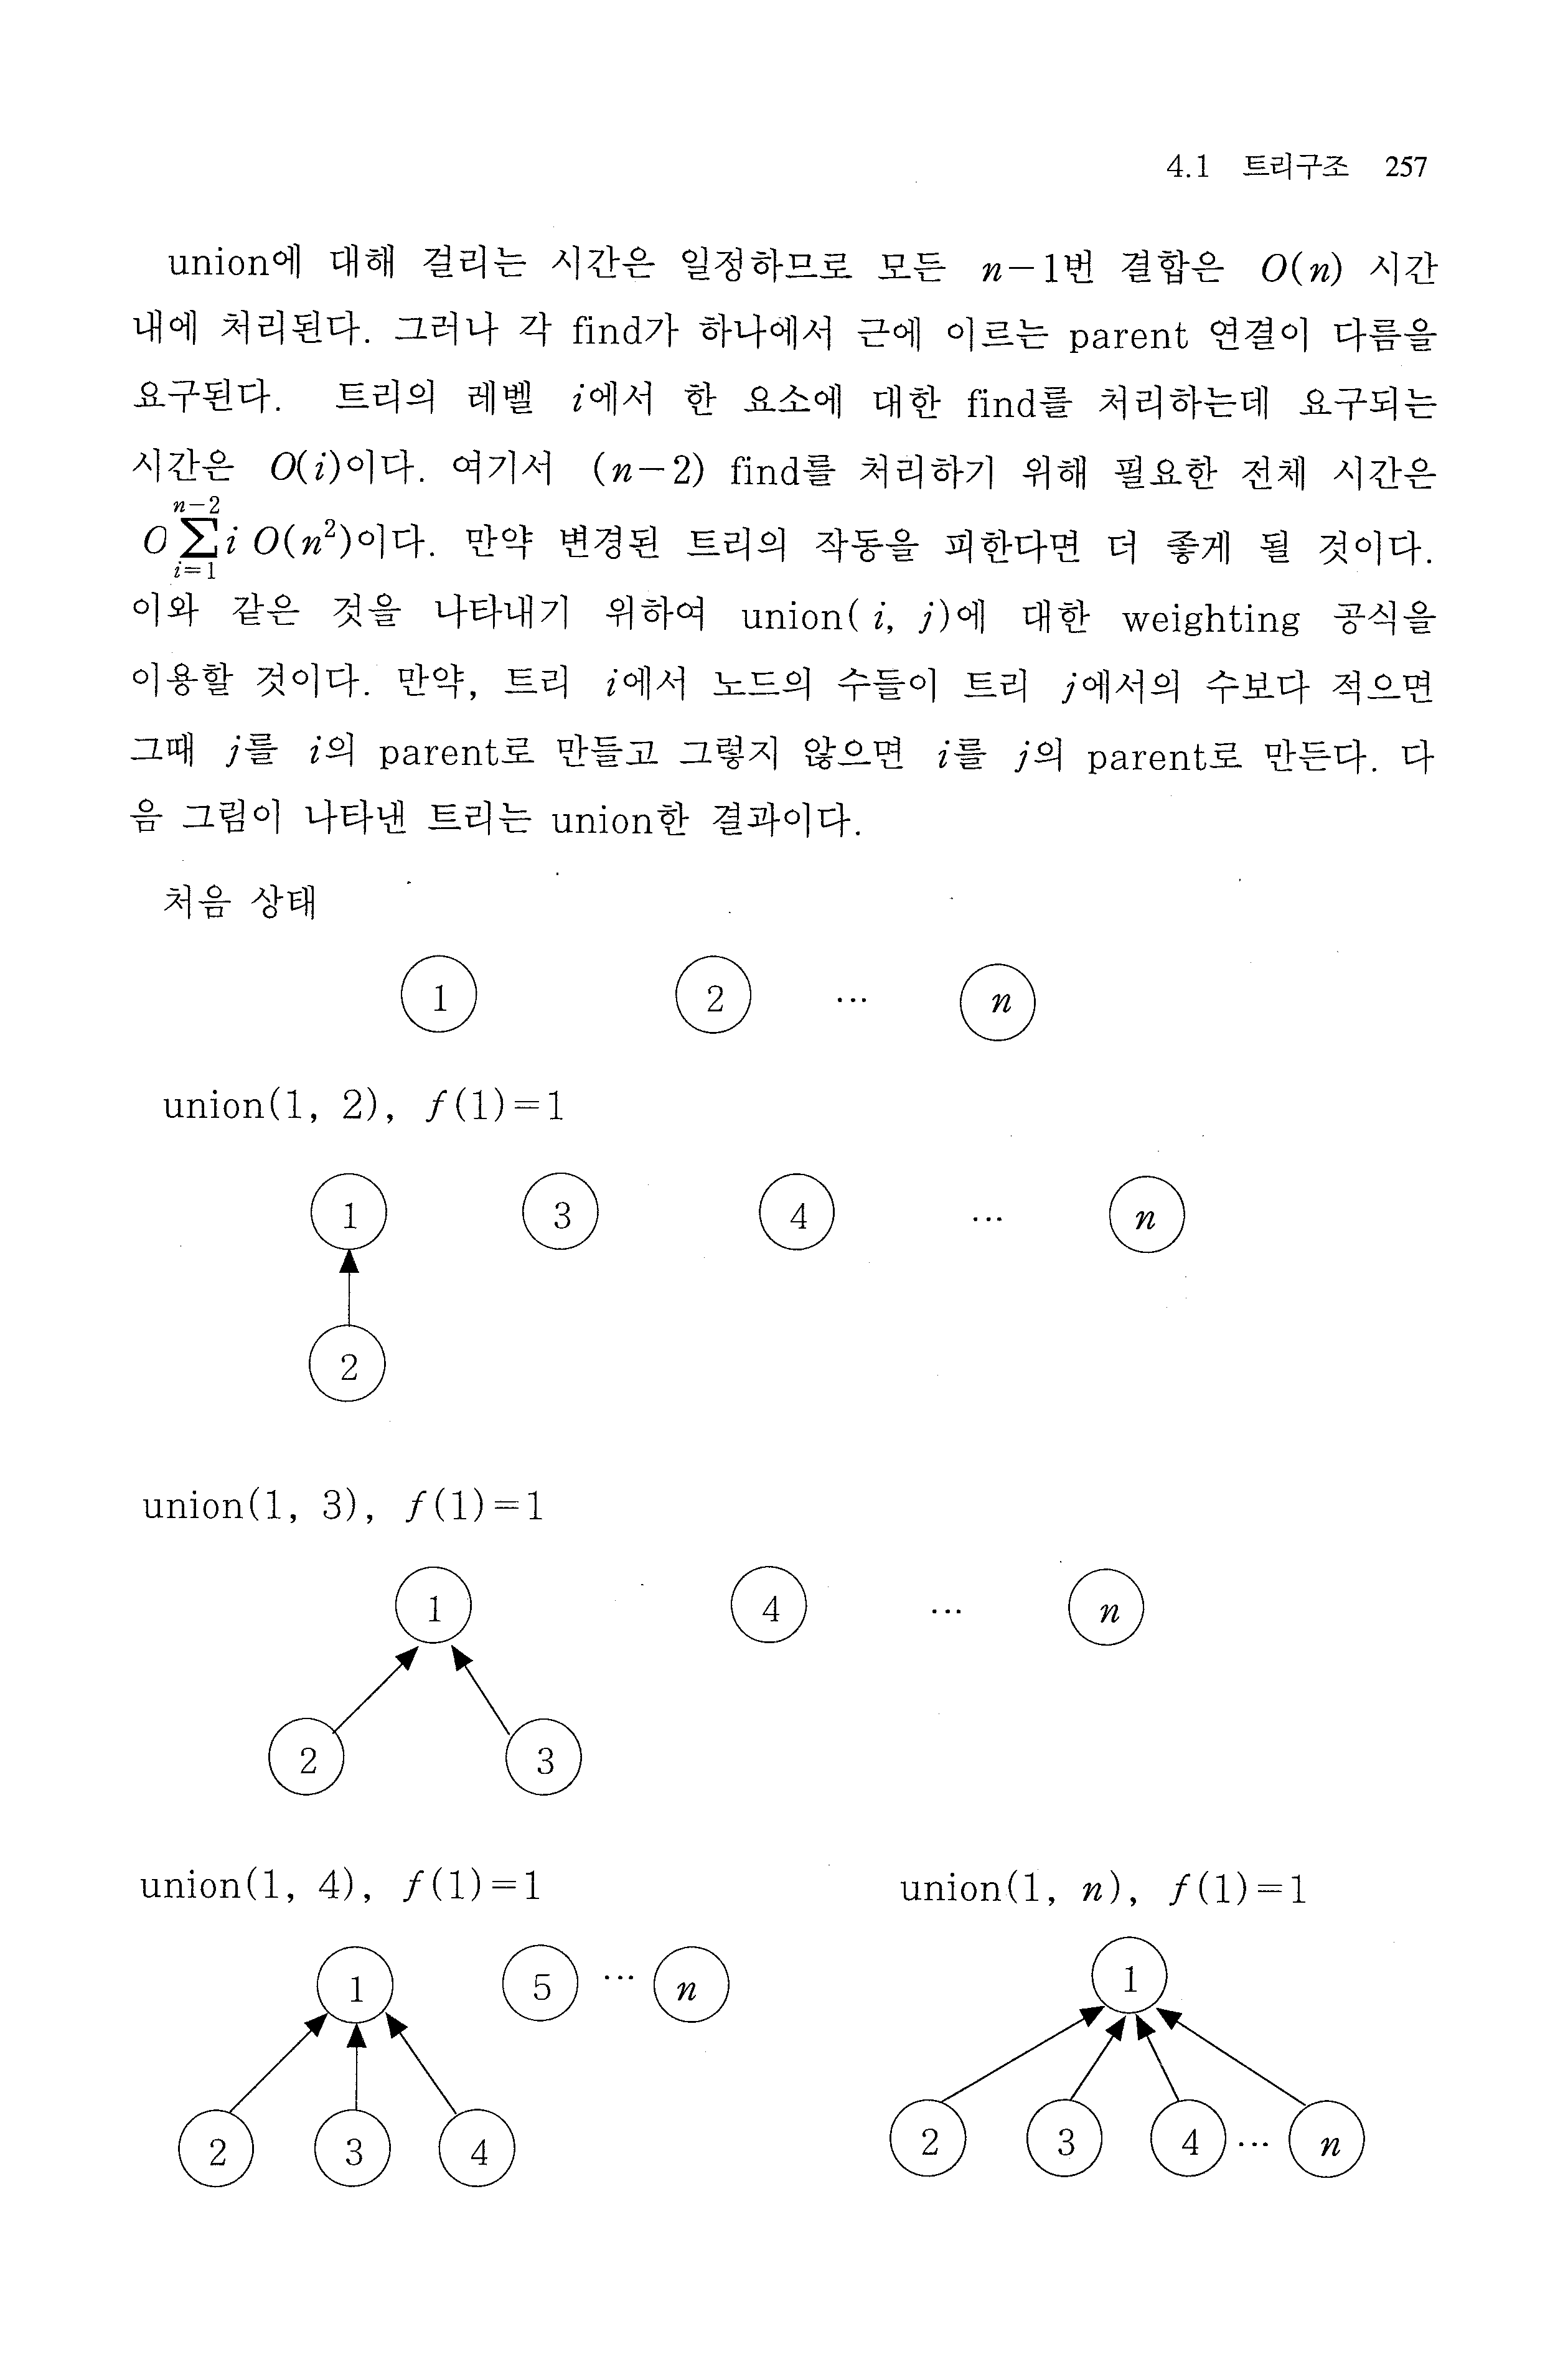 4.1 트리구조 257
union에 대해 걸리는 시간은 일정하므로 모든 n-1번 결합은 O(n) 시간
내에 처리된다. 그러나 각 find가 하나에서 근에 이르는 parent 연결이 다름을
요구된다. 트리의 레벨 i에서 한 요소에 대한 find를 처리하는데 요구되는
시간은 O(i)이다. 여기서 (n-2) find를 처리하기 위해 필요한 전체 시간은
O∑_{i=1}^{n-2} i O(n²)이다. 만약 변경된 트리의 작동을 피한다면 더 좋게 될 것이다.
이와 같은 것을 나타내기 위하여 union(i, j)에 대한 weighting 공식을
이용할 것이다. 만약, 트리 i에서 노드의 수들이 트리 j에서의 수보다 적으면
그때 j를 i의 parent로 만들고 그렇지 않으면 i를 j의 parent로 만든다. 다
음 그림이 나타낸 트리는 union한 결과이다.
처음 상태
1 2 ... n
union(1, 2), f(1)=1
1 3 4 ... n
2
union(1, 3), f(1)=1
1 4 ... n
2 3
union(1, 4), f(1)=1
1 5 ... n
2 3 4
union(1, n), f(1)=1
1
2 3 4 ... n